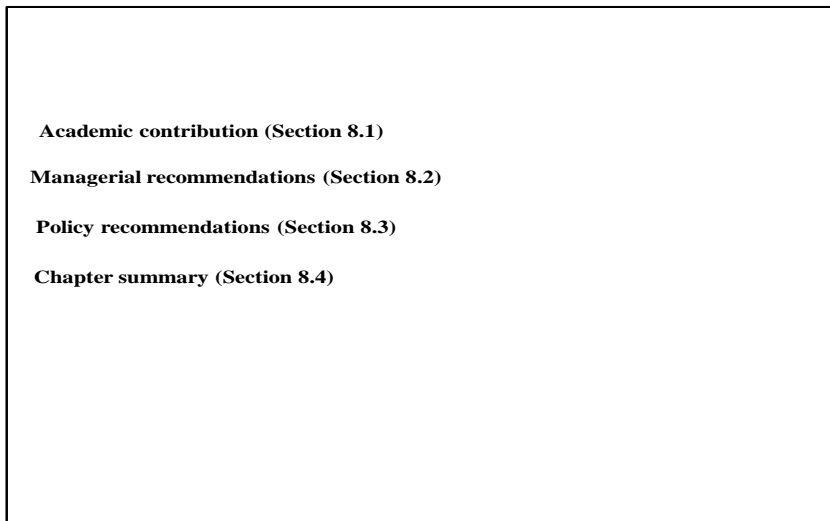 Academic contribution (Section 8.1)
Managerial recommendations (Section 8.2)
Policy recommendations (Section 8.3)
Chapter summary (Section 8.4)